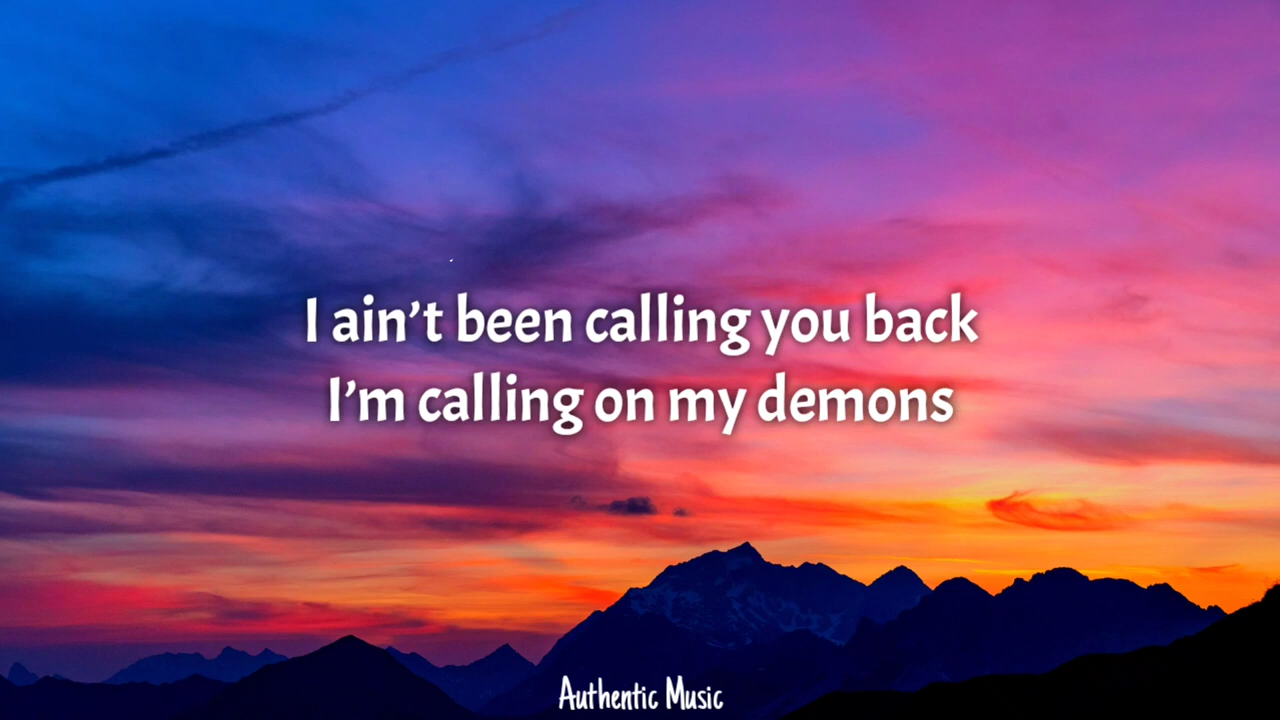 I ain’t been calling you back
I’m calling on my demons
Authentic Music